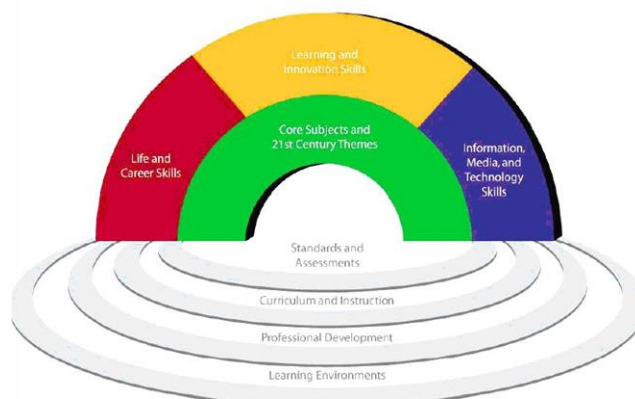 Learning and
Innovation Skills
Core Subjects and
21st Century Themes
Life and
Career Skills
Information,
Media, and
Technology
Skills
Standards and
Assessments
Curriculum and Instruction
Professional Development
Learning Environments